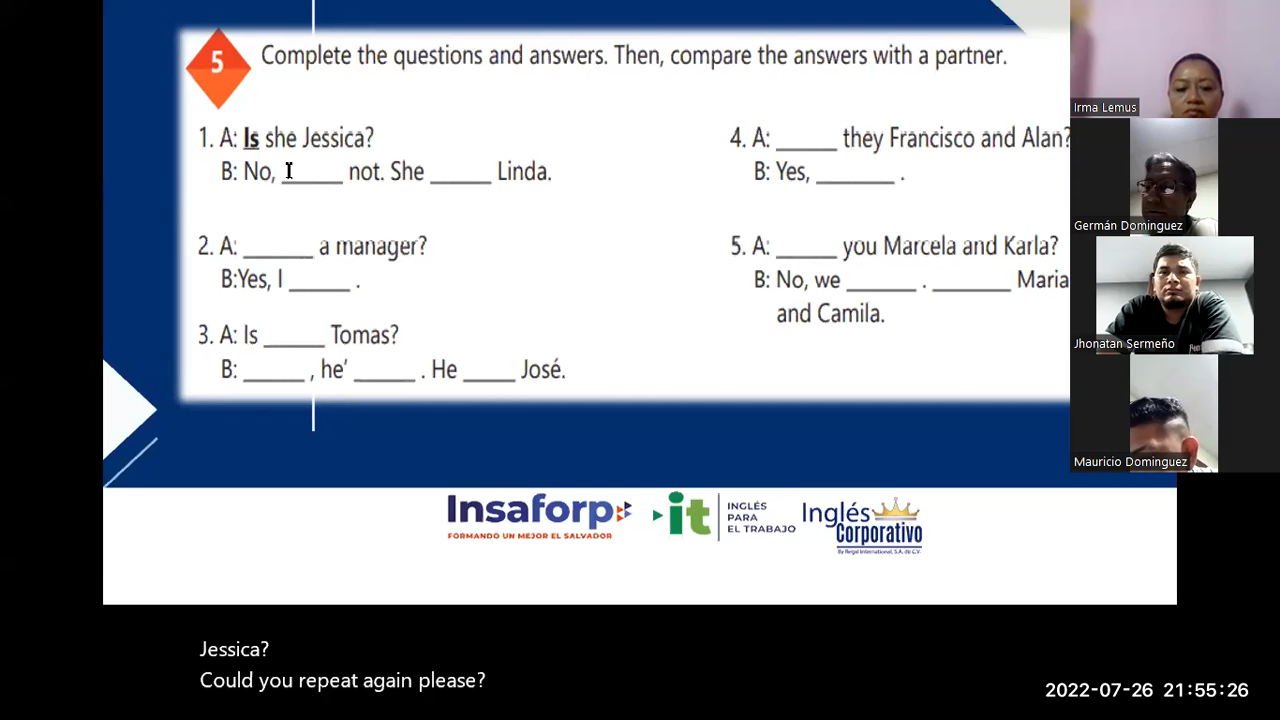 5
Complete the questions and answers. Then, compare the answers with a partner.
1. A: Is she Jessica?
B: No, ______ not. She ______ Linda.
2. A: _______ a manager?
B:Yes, I ______ .
3. A: Is ______ Tomas?
B: ______ , he’ ______ . He _____ José.
4. A: ______ they Francisco and Alan?
B: Yes, ________ .
5. A: ______ you Marcela and Karla?
B: No, we _______ . ________ Maria
and Camila.
Irma Lemus
Germán Dominguez
Jhonatan Sermeño
Mauricio Dominguez
Insaforp
FORMANDO UN MEJOR EL SALVADOR
it
INGLÉS
PARA
EL TRABAJO
Inglés
Corporativo
By Regal International, S.A. de C.V.
Jessica?
Could you repeat again please?
2022-07-26 21:55:26